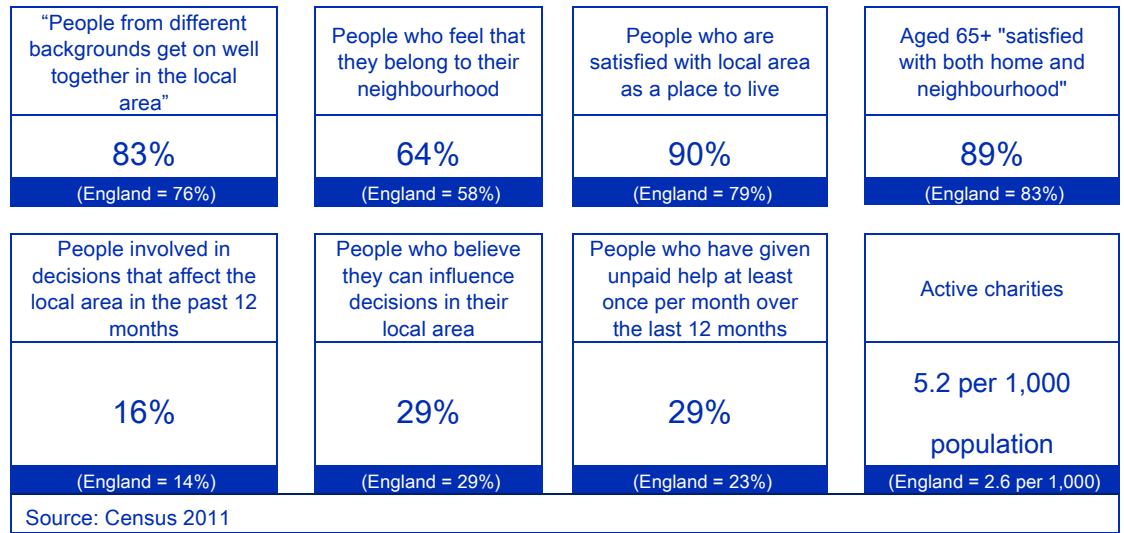 “People from different
backgrounds get on well
together in the local
area”
83%
(England = 76%)
People who feel that
they belong to their
neighbourhood
64%
(England = 58%)
People who are
satisfied with local area
as a place to live
90%
(England = 79%)
Aged 65+ "satisfied
with both home and
neighbourhood"
89%
(England = 83%)
People involved in
decisions that affect the
local area in the past 12
months
16%
(England = 14%)
People who believe
they can influence
decisions in their
local area
29%
(England = 29%)
People who have given
unpaid help at least
once per month over
the last 12 months
29%
(England = 23%)
Active charities
5.2 per 1,000
population
(England = 2.6 per 1,000)
Source: Census 2011